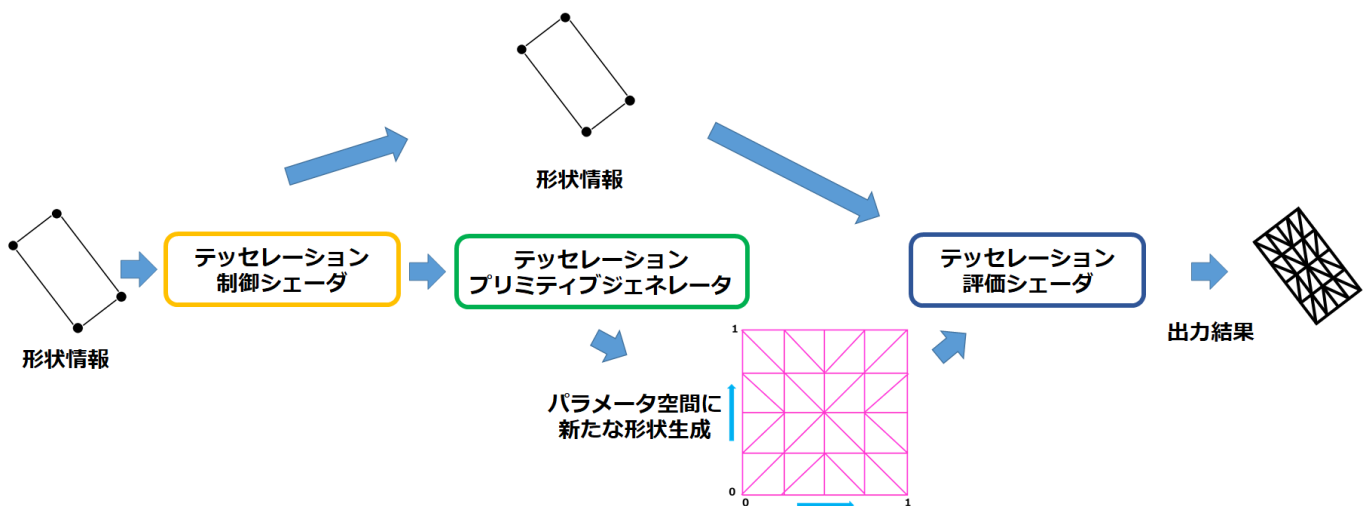 形状情報
形状情報
テッセレーション
制御シェーダ
テッセレーション
プリミティブジェネレータ
テッセレーション
評価シェーダ
出力結果
パラメータ空間に
新たな形状生成
1
0
0
1